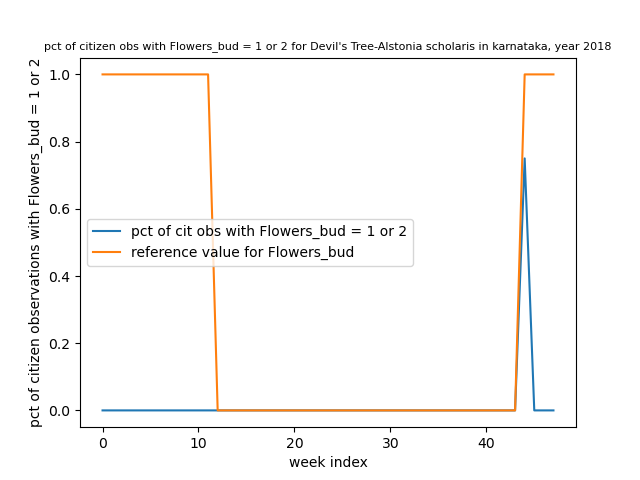 pct of citizen obs with Flowers_bud = 1 or 2 for Devil's Tree-Alstonia scholaris in karnataka, year 2018
pct of citizen observations with Flowers_bud = 1 or 2
1.0
0.8
0.6
0.4
0.2
0.0
pct of cit obs with Flowers_bud = 1 or 2
reference value for Flowers_bud
0 10 20 30 40
week index